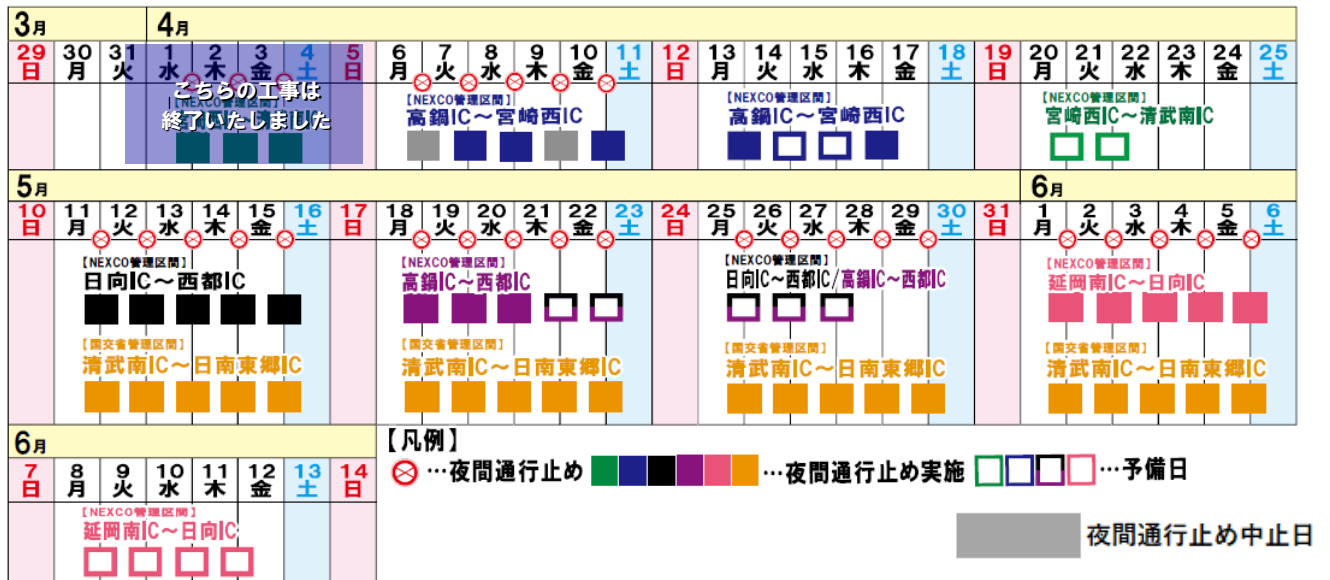 3月 4月
29 30 31 1 2 3 4 5 6 7 8 9 10 11 12 13 14 15 16 17 18 19 20 21 22 23 24 25
日 月 火 水 木 金 土 日 月 火 水 木 金 土 日 月 火 水 木 金 土 日 月 火 水 木 金 土
こちらの工事は
終了いたしました
【NEXCO管理区間】 【NEXCO管理区間】 【NEXCO管理区間】 【NEXCO管理区間】
高鍋IC～宮崎西IC 高鍋IC～宮崎西IC 宮崎西IC～清武南IC
5月 6月
10 11 12 13 14 15 16 17 18 19 20 21 22 23 24 25 26 27 28 29 30 31 1 2 3 4 5 6
日 月 火 水 木 金 土 日 月 火 水 木 金 土 日 月 火 水 木 金 土 日 月 火 水 木 金 土
【NEXCO管理区間】 【NEXCO管理区間】 【NEXCO管理区間】 【NEXCO管理区間】
日向IC～西都IC 高鍋IC～西都IC 日向IC～西都IC/高鍋IC～西都IC 延岡南IC～日向IC
【国交省管理区間】 【国交省管理区間】 【国交省管理区間】 【国交省管理区間】
清武南IC～日南東郷IC 清武南IC～日南東郷IC 清武南IC～日南東郷IC 清武南IC～日南東郷IC
6月
7 8 9 10 11 12 13 14
日 月 火 水 木 金 土 日
【NEXCO管理区間】
延岡南IC～日向IC
【凡例】
…夜間通行止め …夜間通行止め実施 …予備日
夜間通行止め中止日